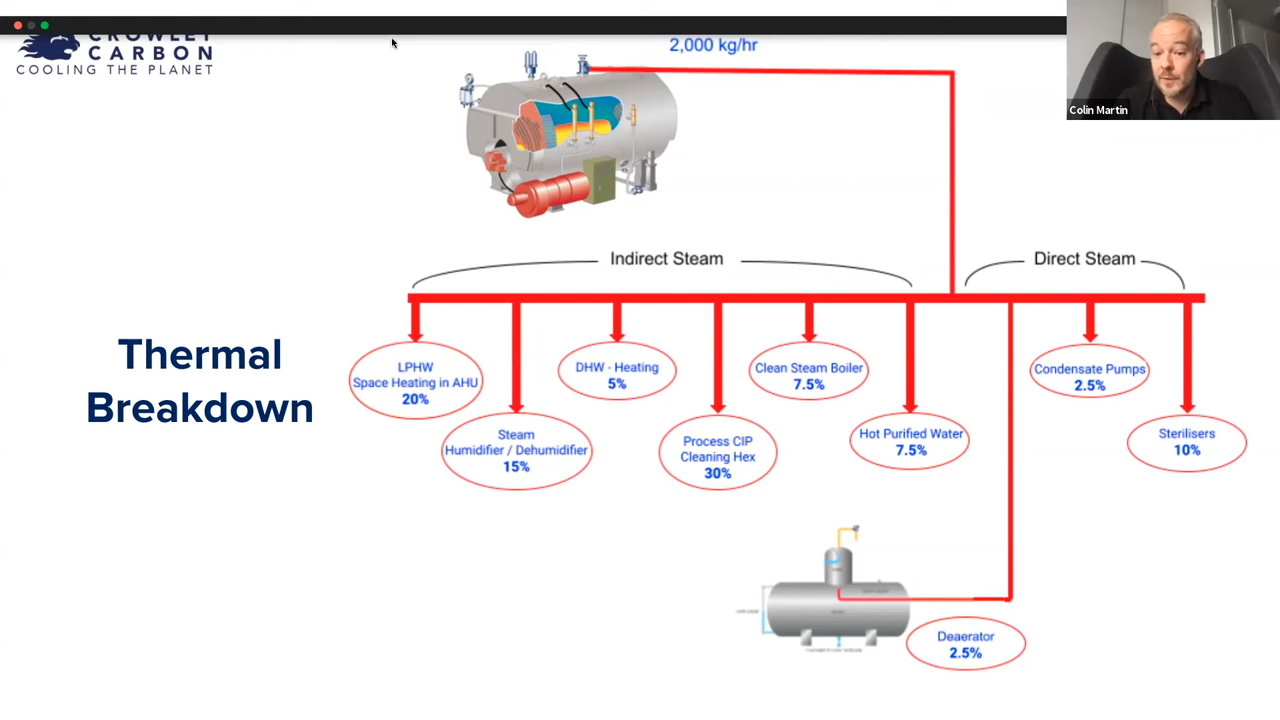 CROWLEY
CARBON
COOLING THE PLANET
2,000 kg/hr
Colin Martin
Indirect Steam
Direct Steam
Thermal
Breakdown
LPHW
Space Heating in AHU
20%
Steam
Humidifier / Dehumidifier
15%
DHW - Heating
5%
Process CIP
Cleaning Hex
30%
Clean Steam Boiler
7.5%
Hot Purified Water
7.5%
Condensate Pumps
2.5%
Sterilisers
10%
Deaerator
2.5%